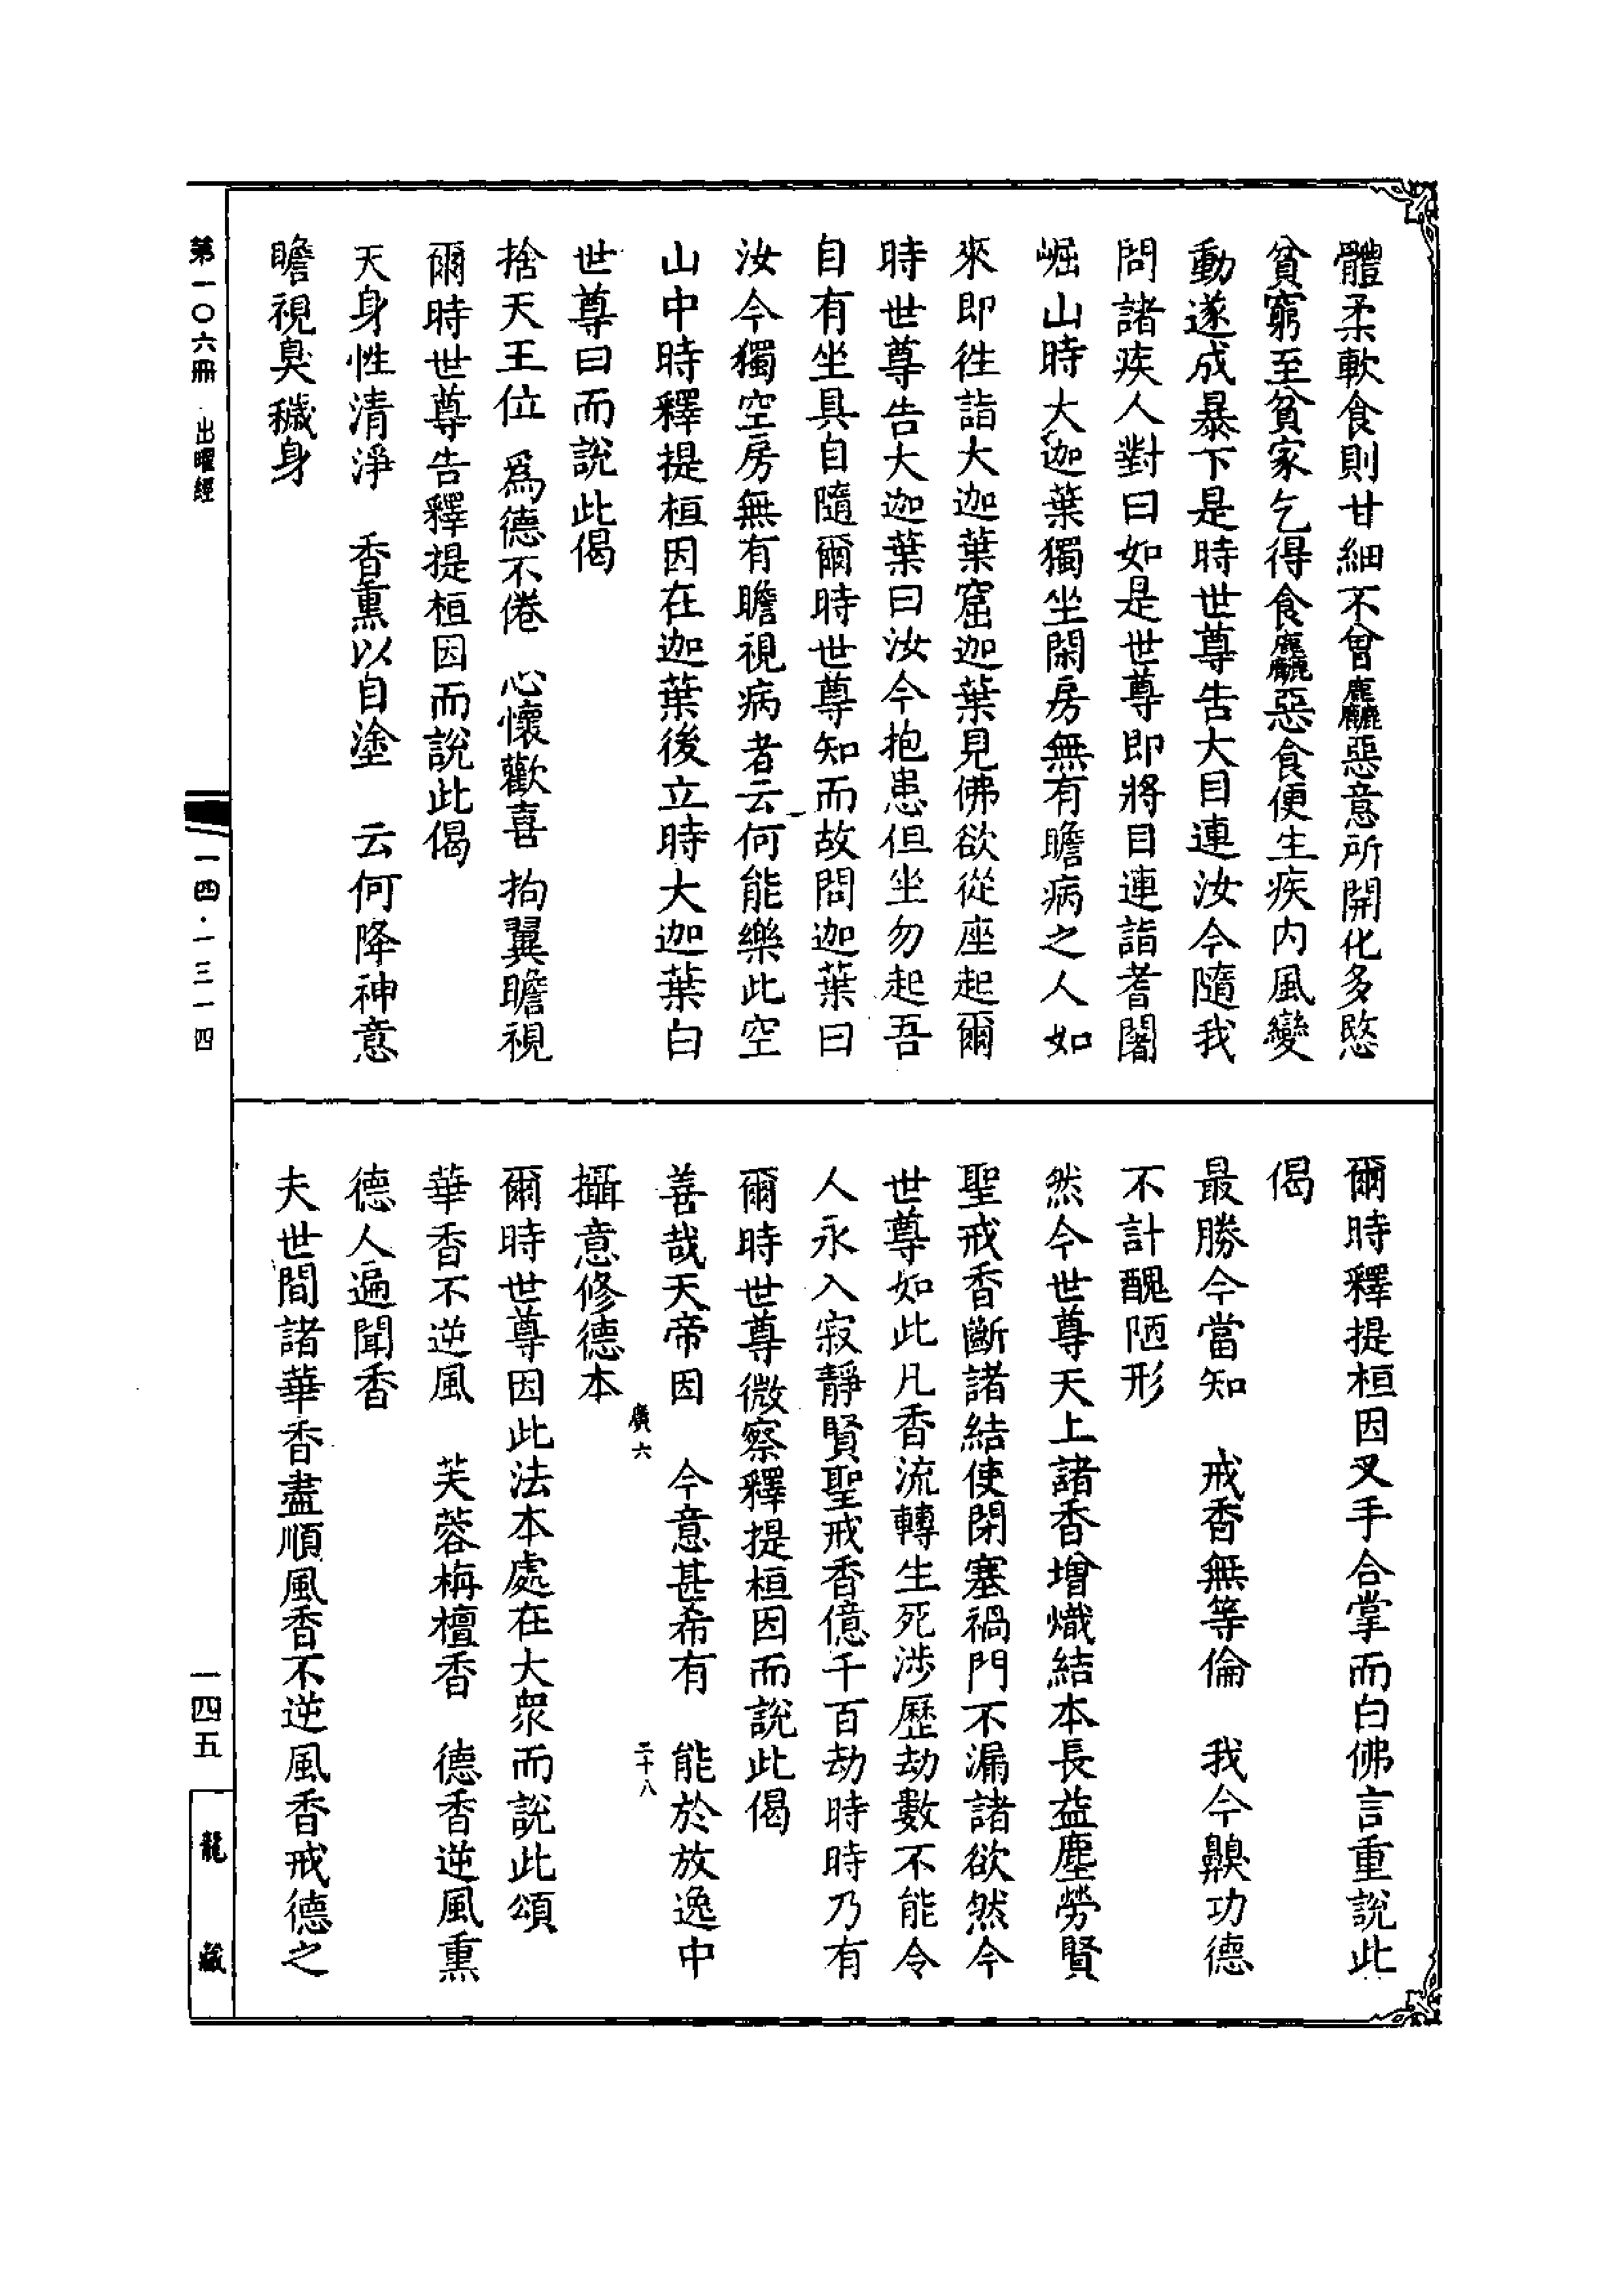 體柔軟食則甘細不曾麤惡意所開化多愍
貧窮至貧家乞得食麤惡食便生疾內風變
動遂成暴下是時世尊告大目連汝今隨我
問諸疾人對曰如是世尊即將目連詣耆闍
崛山時大迦葉獨坐閑房無有瞻病之人如
來即往詣大迦葉窟迦葉見佛欲從座起爾
時世尊告大迦葉曰汝今抱患但坐勿起吾
自有坐具自隨爾時世尊知而故問迦葉曰
汝今獨空房無有瞻視病者云何能樂此空
山中時釋提桓因在迦葉後立時大迦葉白
世尊曰而說此偈
捨天王位 爲德不倦 心懷歡喜 拘翼瞻視
爾時世尊告釋提桓因而說此偈
天身性清淨 香熏以自塗 云何降神意
瞻視臭穢身
爾時釋提桓因叉手合掌而白佛言重說此
偈
最勝今當知 戒香無等倫 我今齅功德
不計醜陋形
然今世尊天上諸香增熾結本長益塵勞賢
聖戒香斷諸結使閉塞禍門不漏諸欲然今
世尊如此凡香流轉生死涉歷劫數不能令
人永入寂靜賢聖戒香億千百劫時時乃有
爾時世尊微察釋提桓因而說此偈
善哉天帝因 今意甚希有 能於放逸中
廣六 二十八
攝意修德本
爾時世尊因此法本處在大衆而說此頌
華香不逆風 芙蓉栴檀香 德香逆風熏
德人遍聞香
夫世間諸華香盡順風香不逆風香戒德之
第一〇六冊 出曜經
一四·一三一四
一四五
龍藏